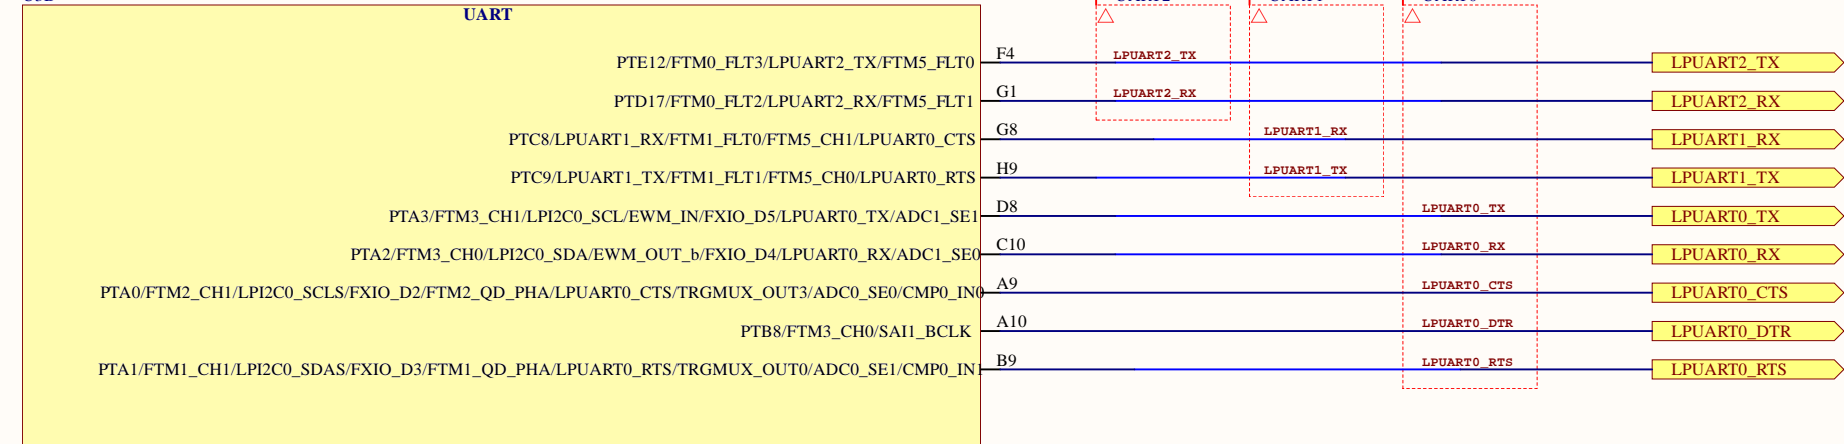 UART
PTE12/FTM0_FLT3/LPUART2_TX/FTM5_FLT0 F4 LPUART2_TX LPUART2_TX
PTD17/FTM0_FLT2/LPUART2_RX/FTM5_FLT1 G1 LPUART2_RX LPUART2_RX
PTC8/LPUART1_RX/FTM1_FLT0/FTM5_CH1/LPUART0_CTS G8 LPUART1_RX LPUART1_RX
PTC9/LPUART1_TX/FTM1_FLT1/FTM5_CH0/LPUART0_RTS H9 LPUART1_TX LPUART1_TX
PTA3/FTM3_CH1/LPI2C0_SCL/EWM_IN/FXIO_D5/LPUART0_TX/ADC1_SE1 D8 LPUART0_TX LPUART0_TX
PTA2/FTM3_CH0/LPI2C0_SDA/EWM_OUT_b/FXIO_D4/LPUART0_RX/ADC1_SE0 C10 LPUART0_RX LPUART0_RX
PTA0/FTM2_CH1/LPI2C0_SCLS/FXIO_D2/FTM2_QD_PHA/LPUART0_CTS/TRGMUX_OUT3/ADC0_SE0/CMP0_IN0 A9 LPUART0_CTS LPUART0_CTS
PTB8/FTM3_CH0/SAI1_BCLK A10 LPUART0_DTR LPUART0_DTR
PTA1/FTM1_CH1/LPI2C0_SDAS/FXIO_D3/FTM1_QD_PHA/LPUART0_RTS/TRGMUX_OUT0/ADC0_SE1/CMP0_IN1 B9 LPUART0_RTS LPUART0_RTS